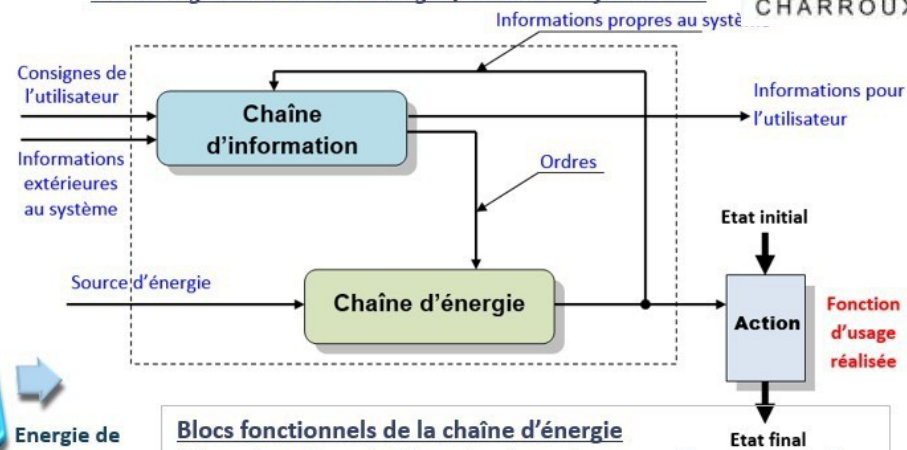 CHARROUX
Informations propres au système
Consignes de
l'utilisateur
Chaîne
d'information
Informations pour
l'utilisateur
Informations
extérieures
au système
Ordres
Etat initial
Source d'énergie
Chaîne d'énergie
Action
Fonction
d'usage
réalisée
Energie de
Blocs fonctionnels de la chaîne d'énergie
Etat final